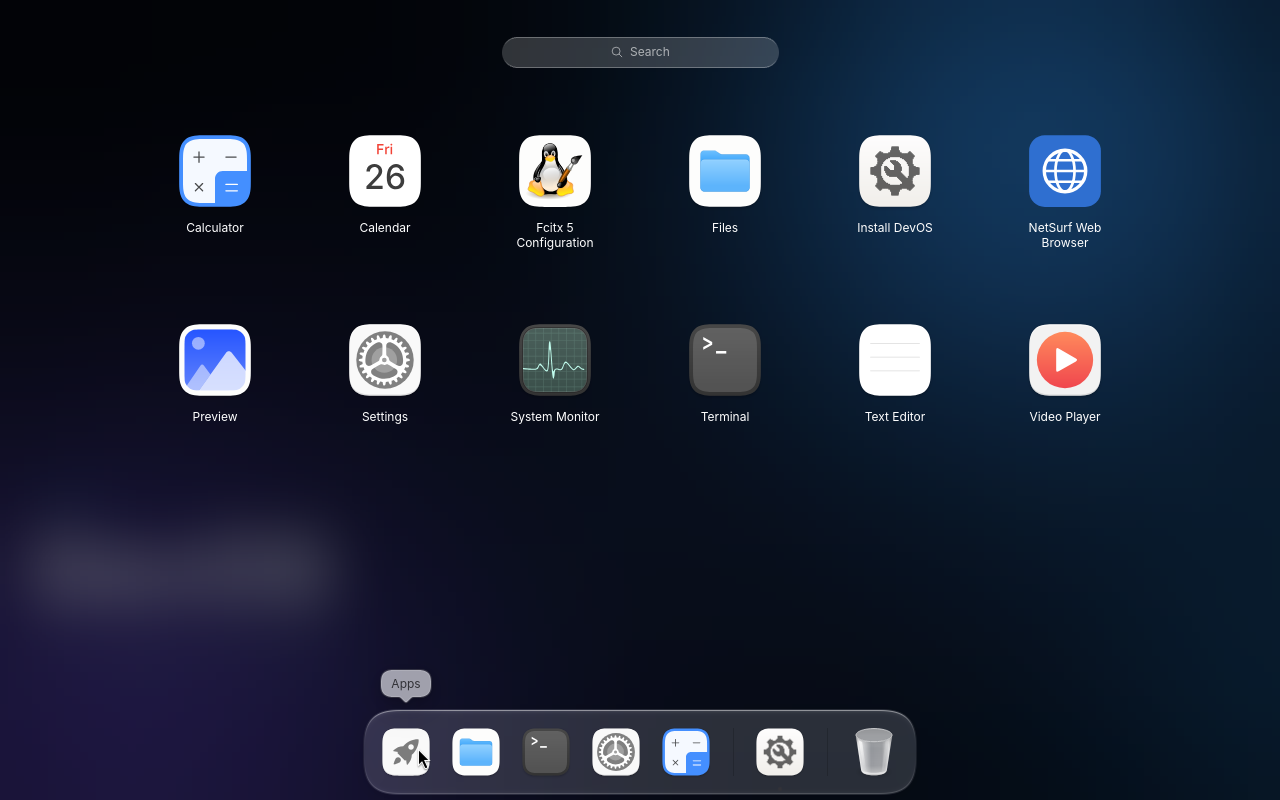 Search
Calculator
Fri
26
Calendar
Fcitx 5
Configuration
Files
Install DevOS
NetSurf Web
Browser
Preview
Settings
System Monitor
>_
Terminal
Text Editor
Video Player
Apps
>_